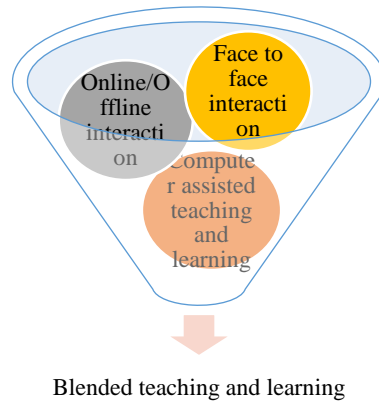 Online/O
ffline
interacti
on
Face to
face
interacti
on
Compute
r assisted
teaching
and
learning
Blended teaching and learning